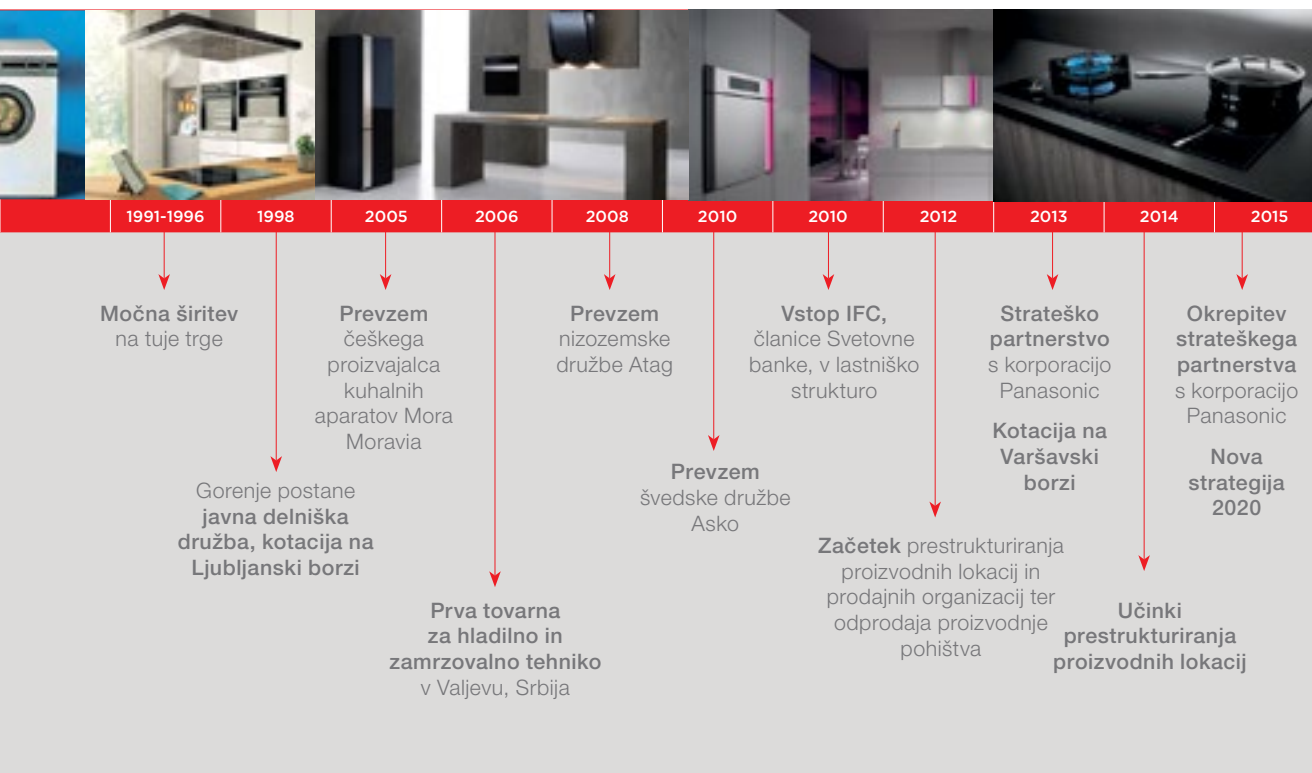 1991-1996
1998
2005
2006
2008
2010
2010
2012
2013
2014
2015
Močna širitev
na tuje trge
Gorenje postane
javna delniška
družba, kotacija na
Ljubljanski borzi
Prevzem
češkega
proizvajalca
kuhalnih
aparatov Mora
Moravia
Prva tovarna
za hladilno in
zamrzovalno tehniko
v Valjevu, Srbija
Prevzem
nizozemske
družbe Atag
Prevzem
švedske družbe
Asko
Vstop IFC,
članice Svetovne
banke, v lastniško
strukturo
Začetek prestrukturiranja
proizvodnih lokacij in
prodajnih organizacij ter
odprodaja proizvodnje
pohištva
Strateško
partnerstvo
s korporacijo
Panasonic
Kotacija na
Varšavski
borzi
Učinki
prestrukturiranja
proizvodnih lokacij
Okrepitev
strateškega
partnerstva
s korporacijo
Panasonic
Nova
strategija
2020